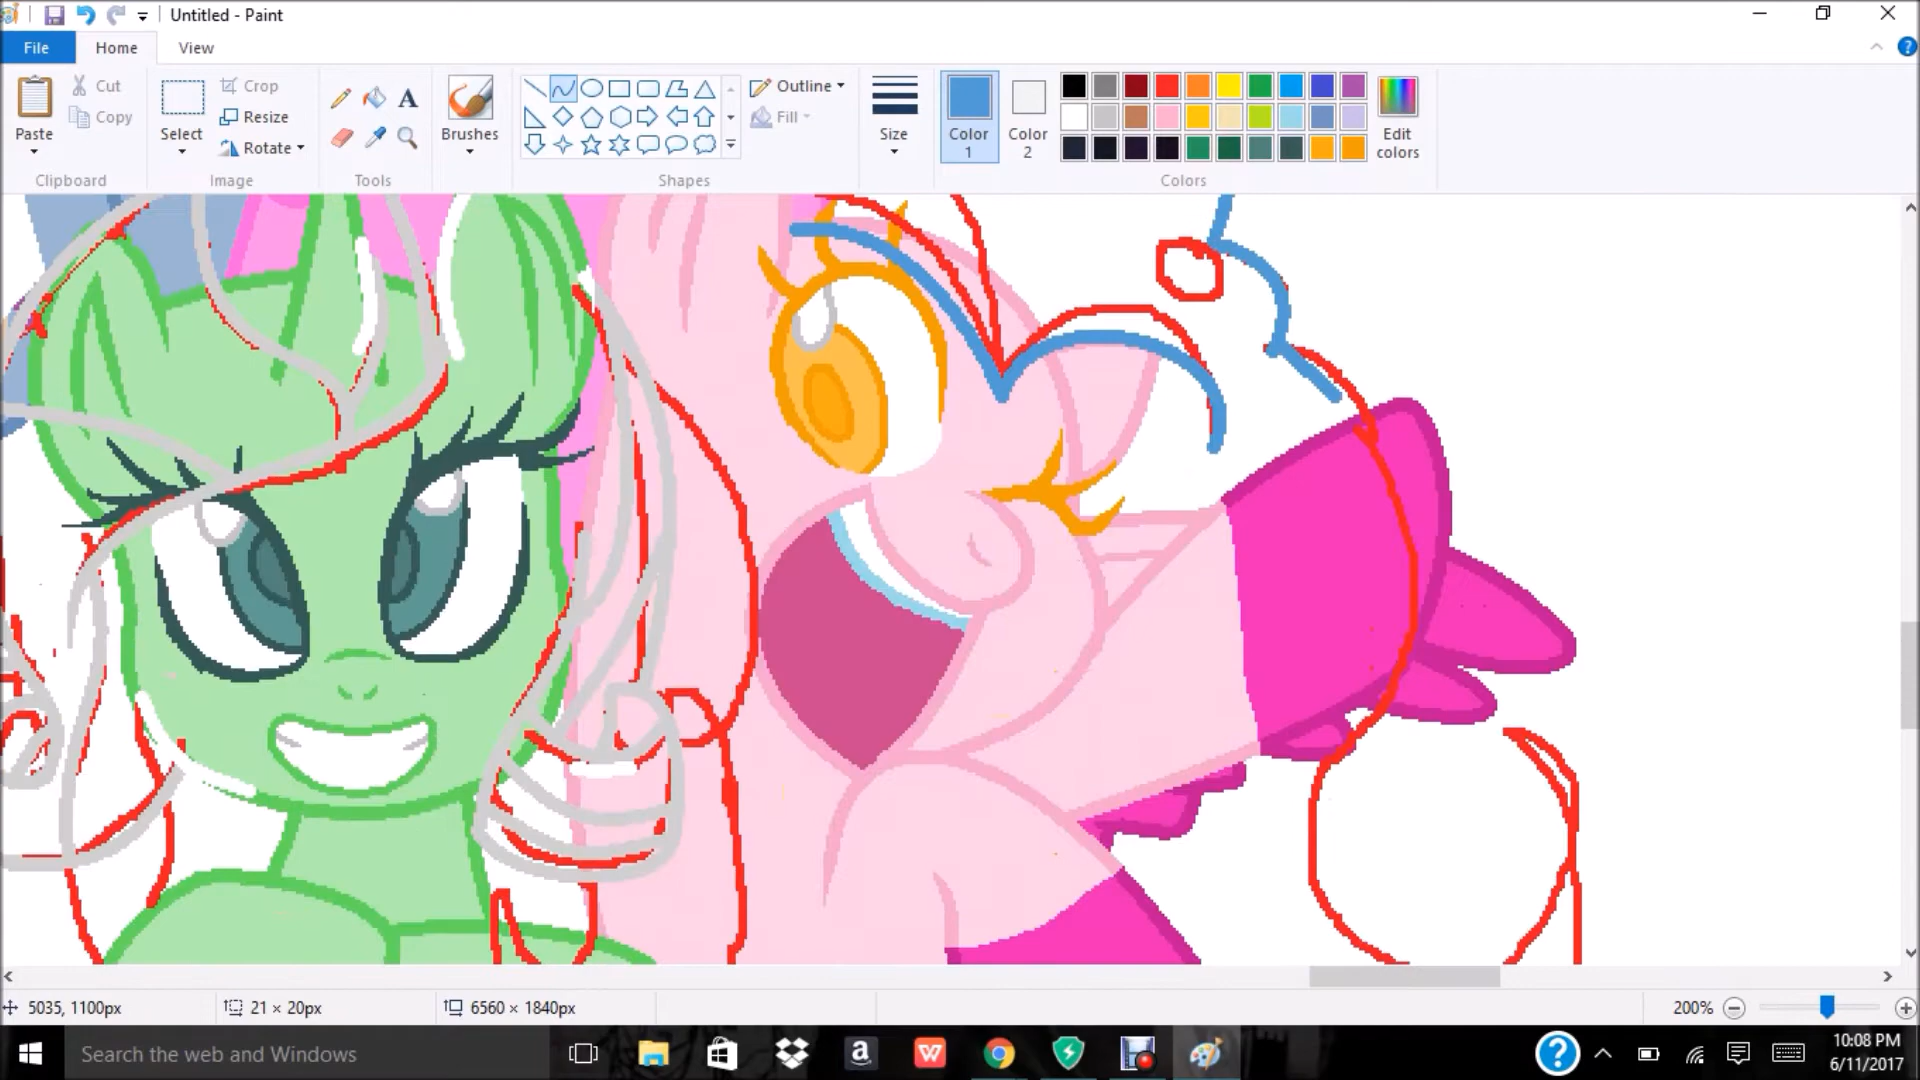 Untitled - Paint
File Home View
Paste Cut Copy Clipboard
Select Crop Resize Rotate Image
A Tools
Brushes
Shapes
Outline Fill
Size
Color 1
Color 2
Edit colors
Colors
5035, 1100px 21 × 20px 6560 × 1840px 200%
Search the web and Windows
10:08 PM
6/11/2017